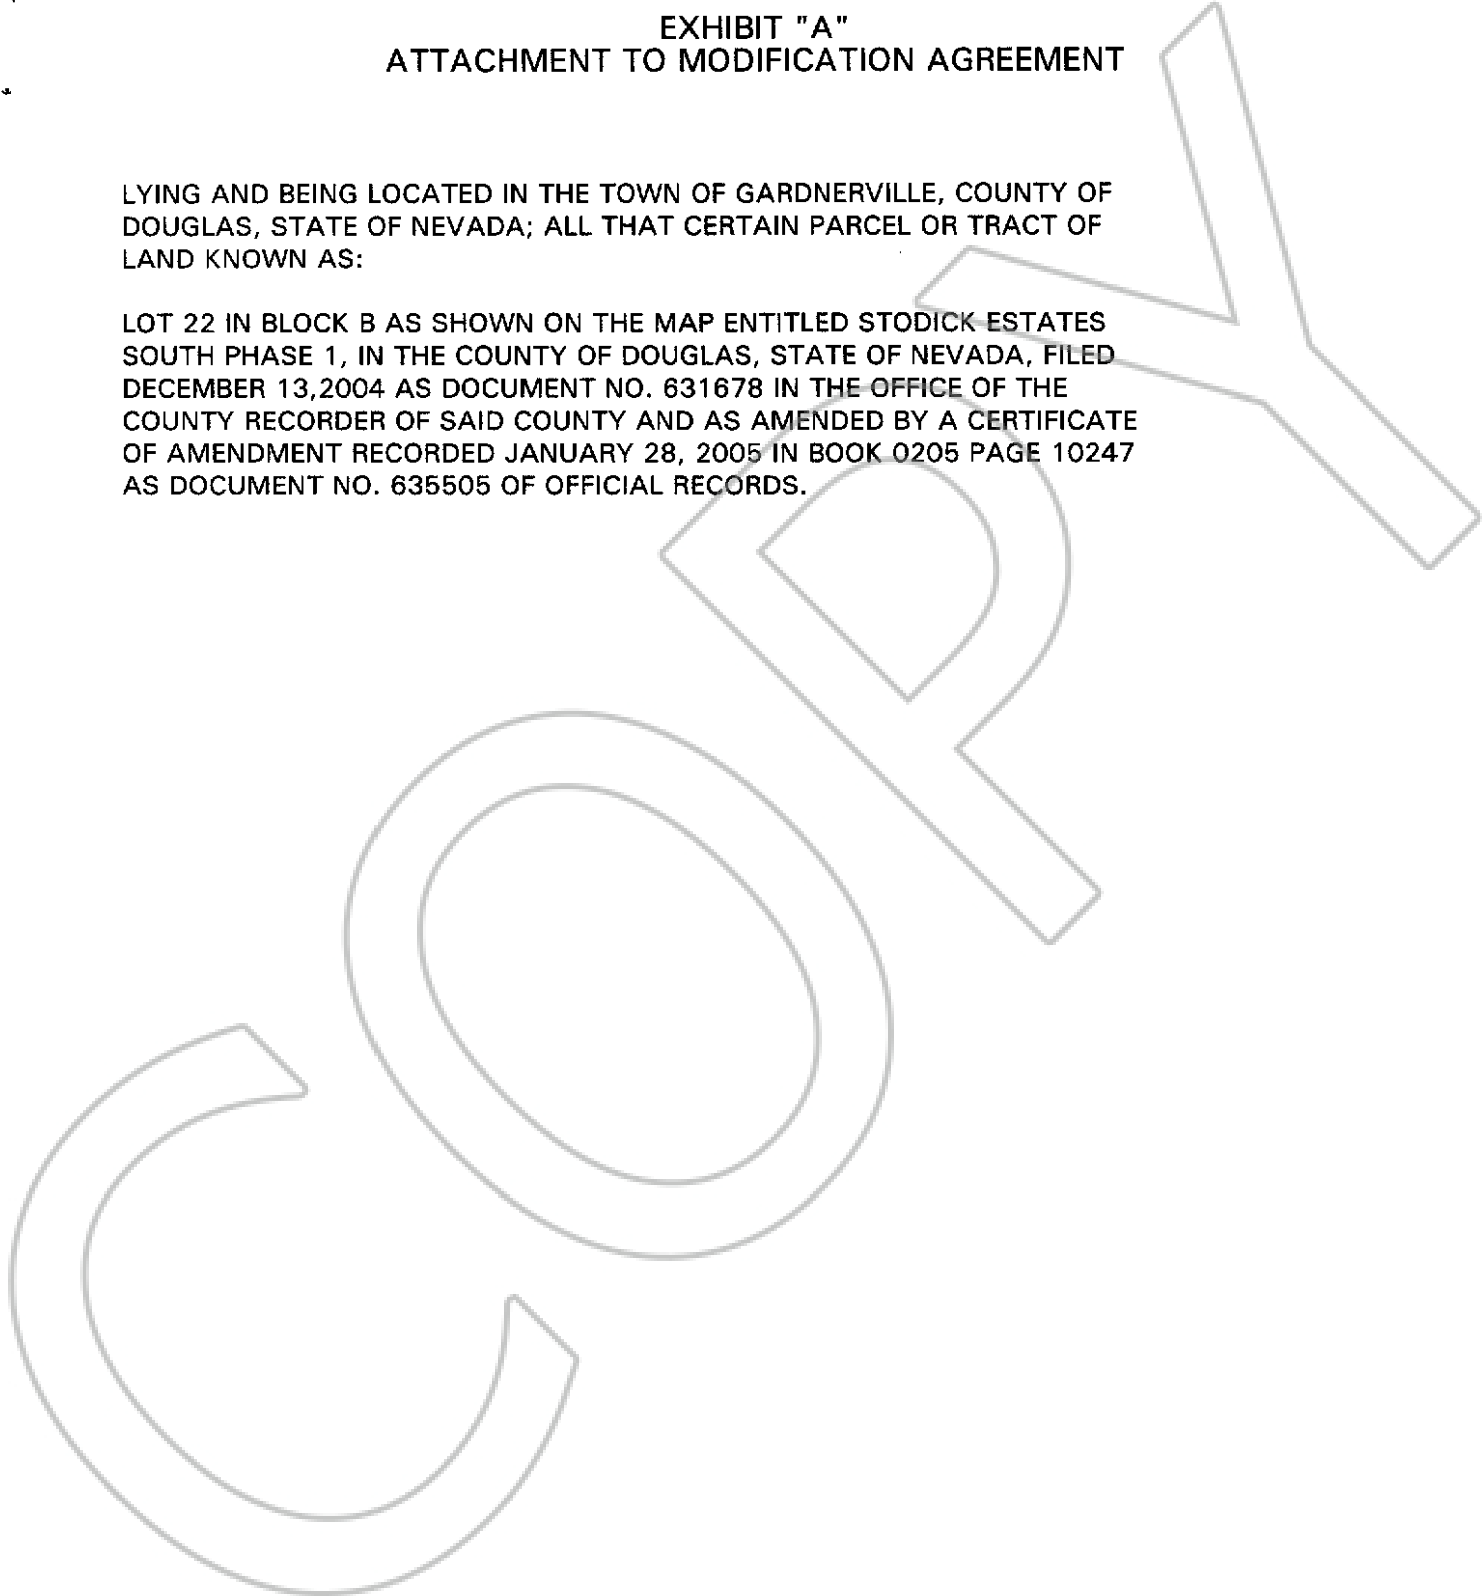 EXHIBIT "A"
ATTACHMENT TO MODIFICATION AGREEMENT
LYING AND BEING LOCATED IN THE TOWN OF GARDNERVILLE, COUNTY OF
DOUGLAS, STATE OF NEVADA; ALL THAT CERTAIN PARCEL OR TRACT OF
LAND KNOWN AS:
LOT 22 IN BLOCK B AS SHOWN ON THE MAP ENTITLED STODICK ESTATES
SOUTH PHASE 1, IN THE COUNTY OF DOUGLAS, STATE OF NEVADA, FILED
DECEMBER 13,2004 AS DOCUMENT NO. 631678 IN THE OFFICE OF THE
COUNTY RECORDER OF SAID COUNTY AND AS AMENDED BY A CERTIFICATE
OF AMENDMENT RECORDED JANUARY 28, 2005 IN BOOK 0205 PAGE 10247
AS DOCUMENT NO. 635505 OF OFFICIAL RECORDS.
COPY